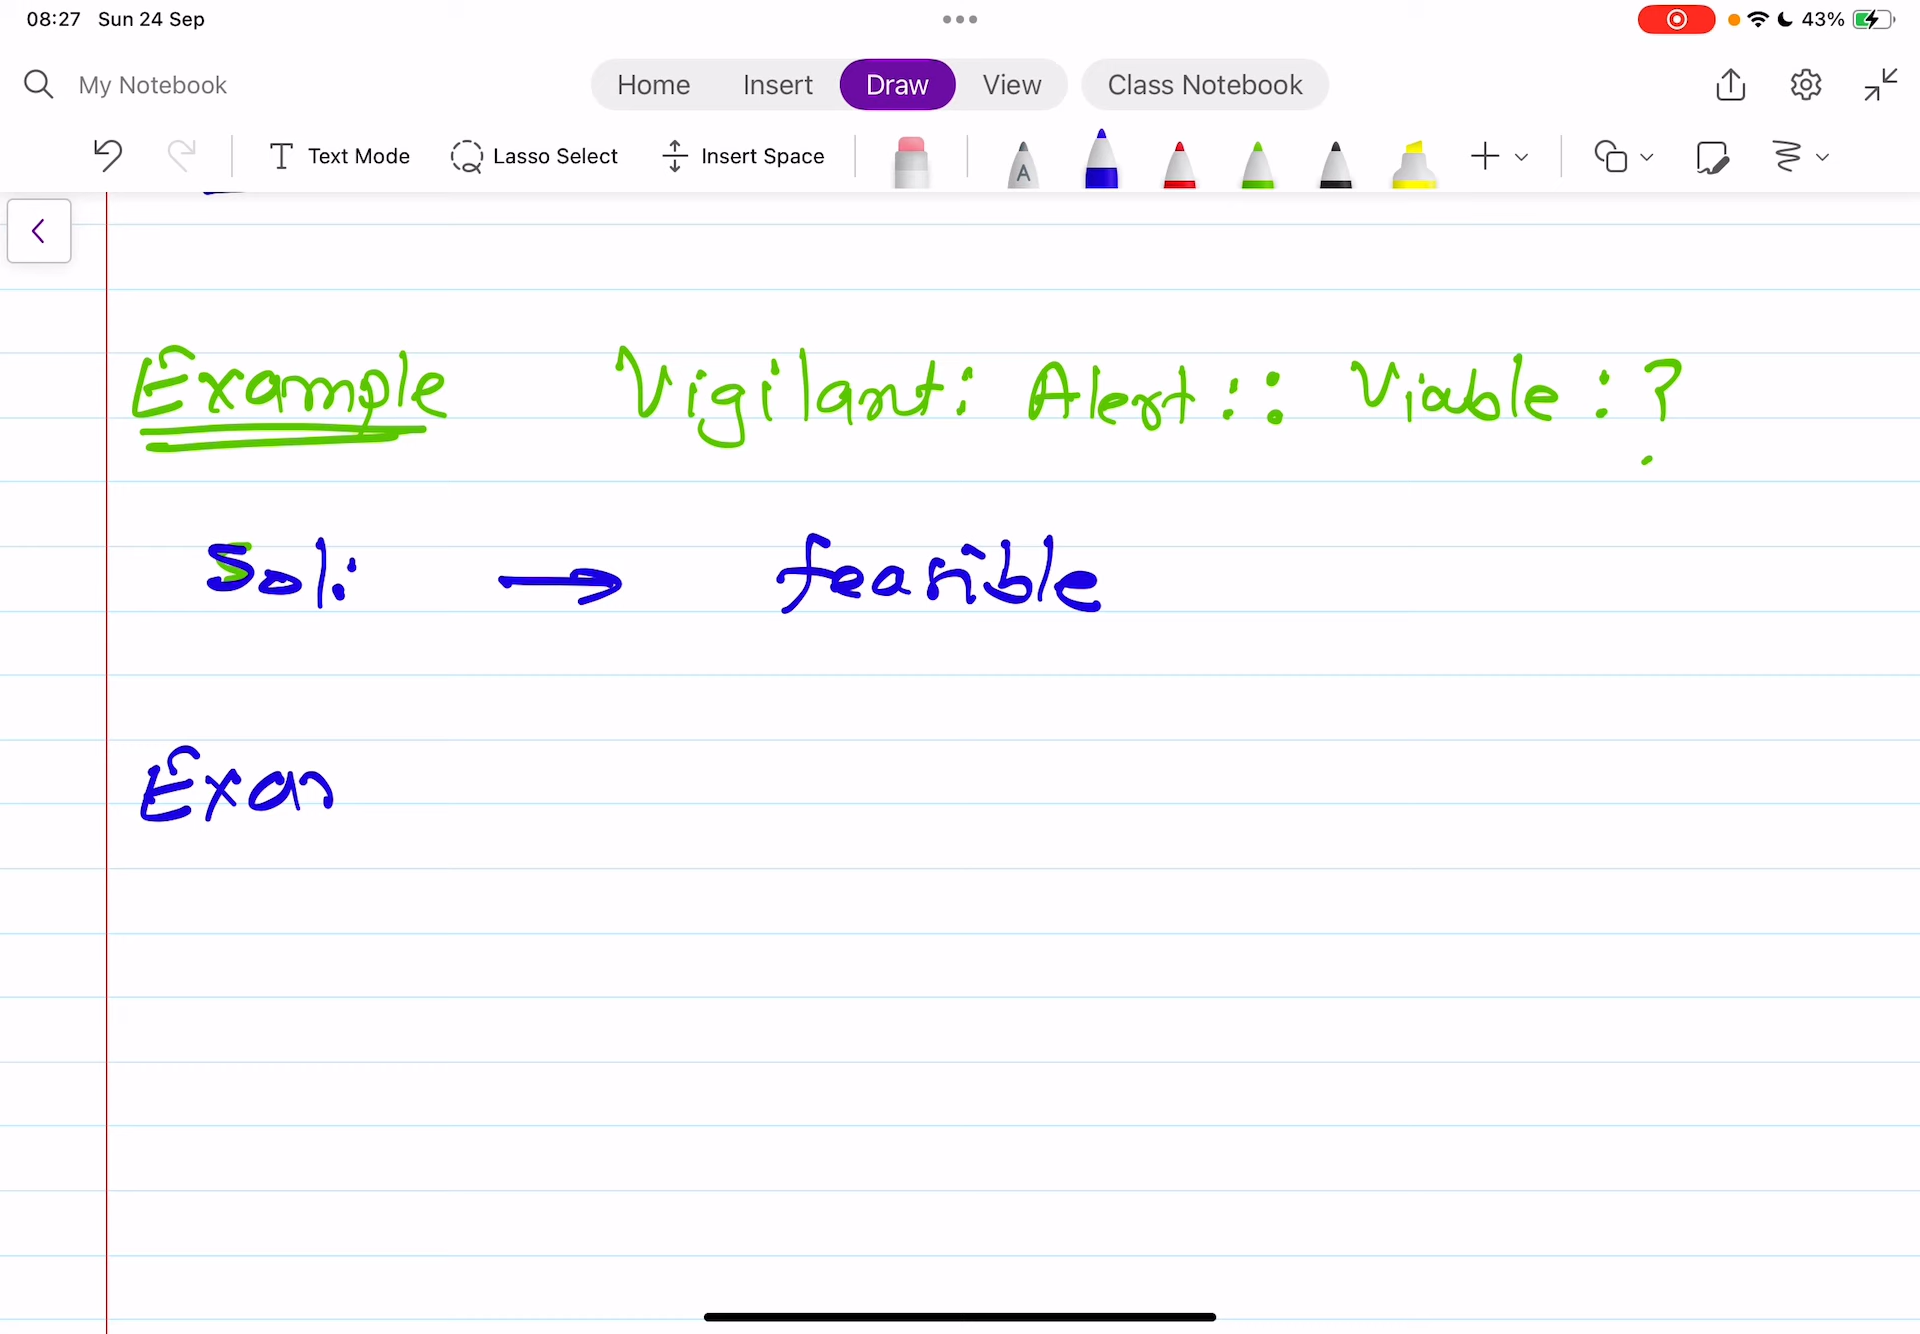 08:27 Sun 24 Sep
43%
My Notebook
Home Insert Draw View Class Notebook
Text Mode Lasso Select Insert Space
A
Example Vigilant : Alert :: Viable : ?
Sol: → feasible
Exam